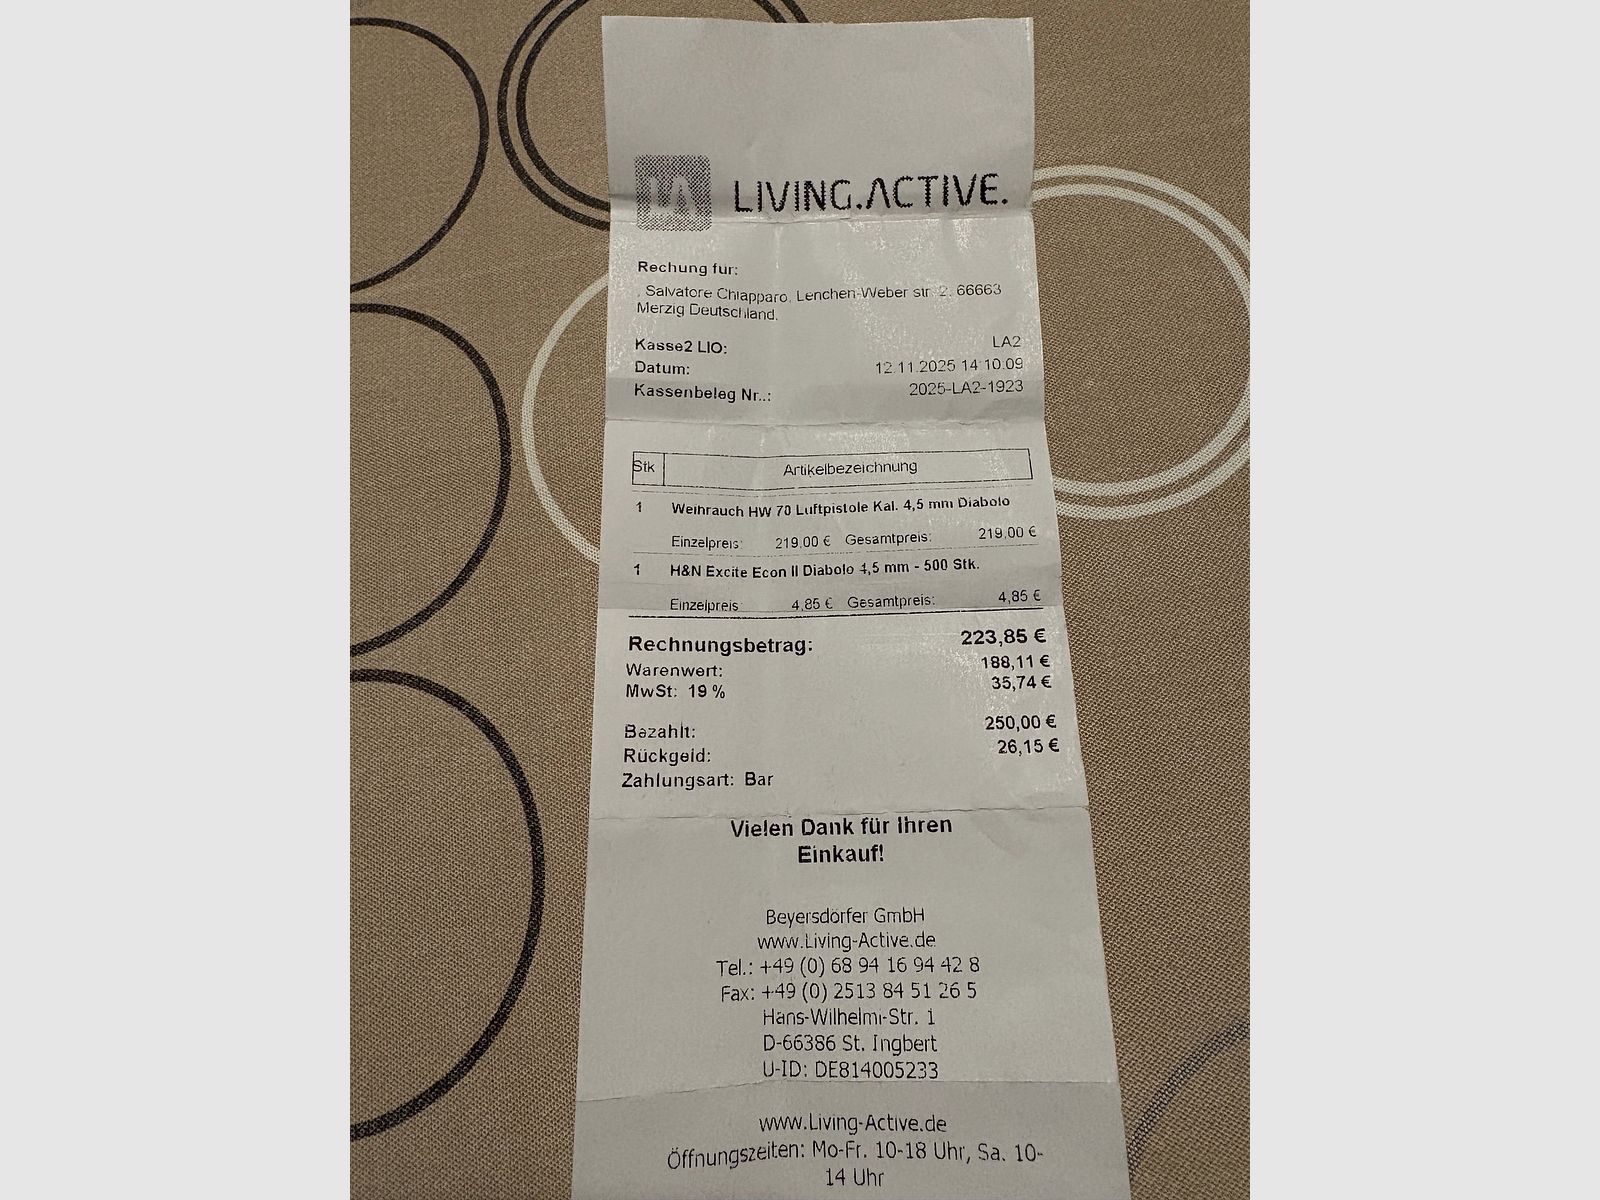 LA LIVING.ACTIVE.
Rechung für:
Salvatore Chiapparo, Lenchen-Weber str. 2, 66663
Merzig Deutschland,
Kasse2 LIO: LA2
Datum: 12.11.2025 14:10:09
Kassenbeleg Nr..: 2025-LA2-1923
Stk Artikelbezeichnung
1 Weihrauch HW 70 Luftpistole Kal. 4,5 mm Diabolo
Einzelpreis: 219,00 € Gesamtpreis: 219,00 €
1 H&N Excite Econ II Diabolo 4,5 mm - 500 Stk.
Einzelpreis 4,85 € Gesamtpreis: 4,85 €
Rechnungsbetrag: 223,85 €
Warenwert: 188,11 €
MwSt: 19 % 35,74 €
Bezahlt: 250,00 €
Rückgeld: 26,15 €
Zahlungsart: Bar
Vielen Dank für Ihren
Einkauf!
Beyersdörfer GmbH
www.Living-Active.de
Tel.: +49 (0) 68 94 16 94 42 8
Fax: +49 (0) 2513 84 51 26 5
Hans-Wilhelmi-Str. 1
D-66386 St. Ingbert
U-ID: DE814005233
www.Living-Active.de
Öffnungszeiten: Mo-Fr. 10-18 Uhr, Sa. 10-
14 Uhr